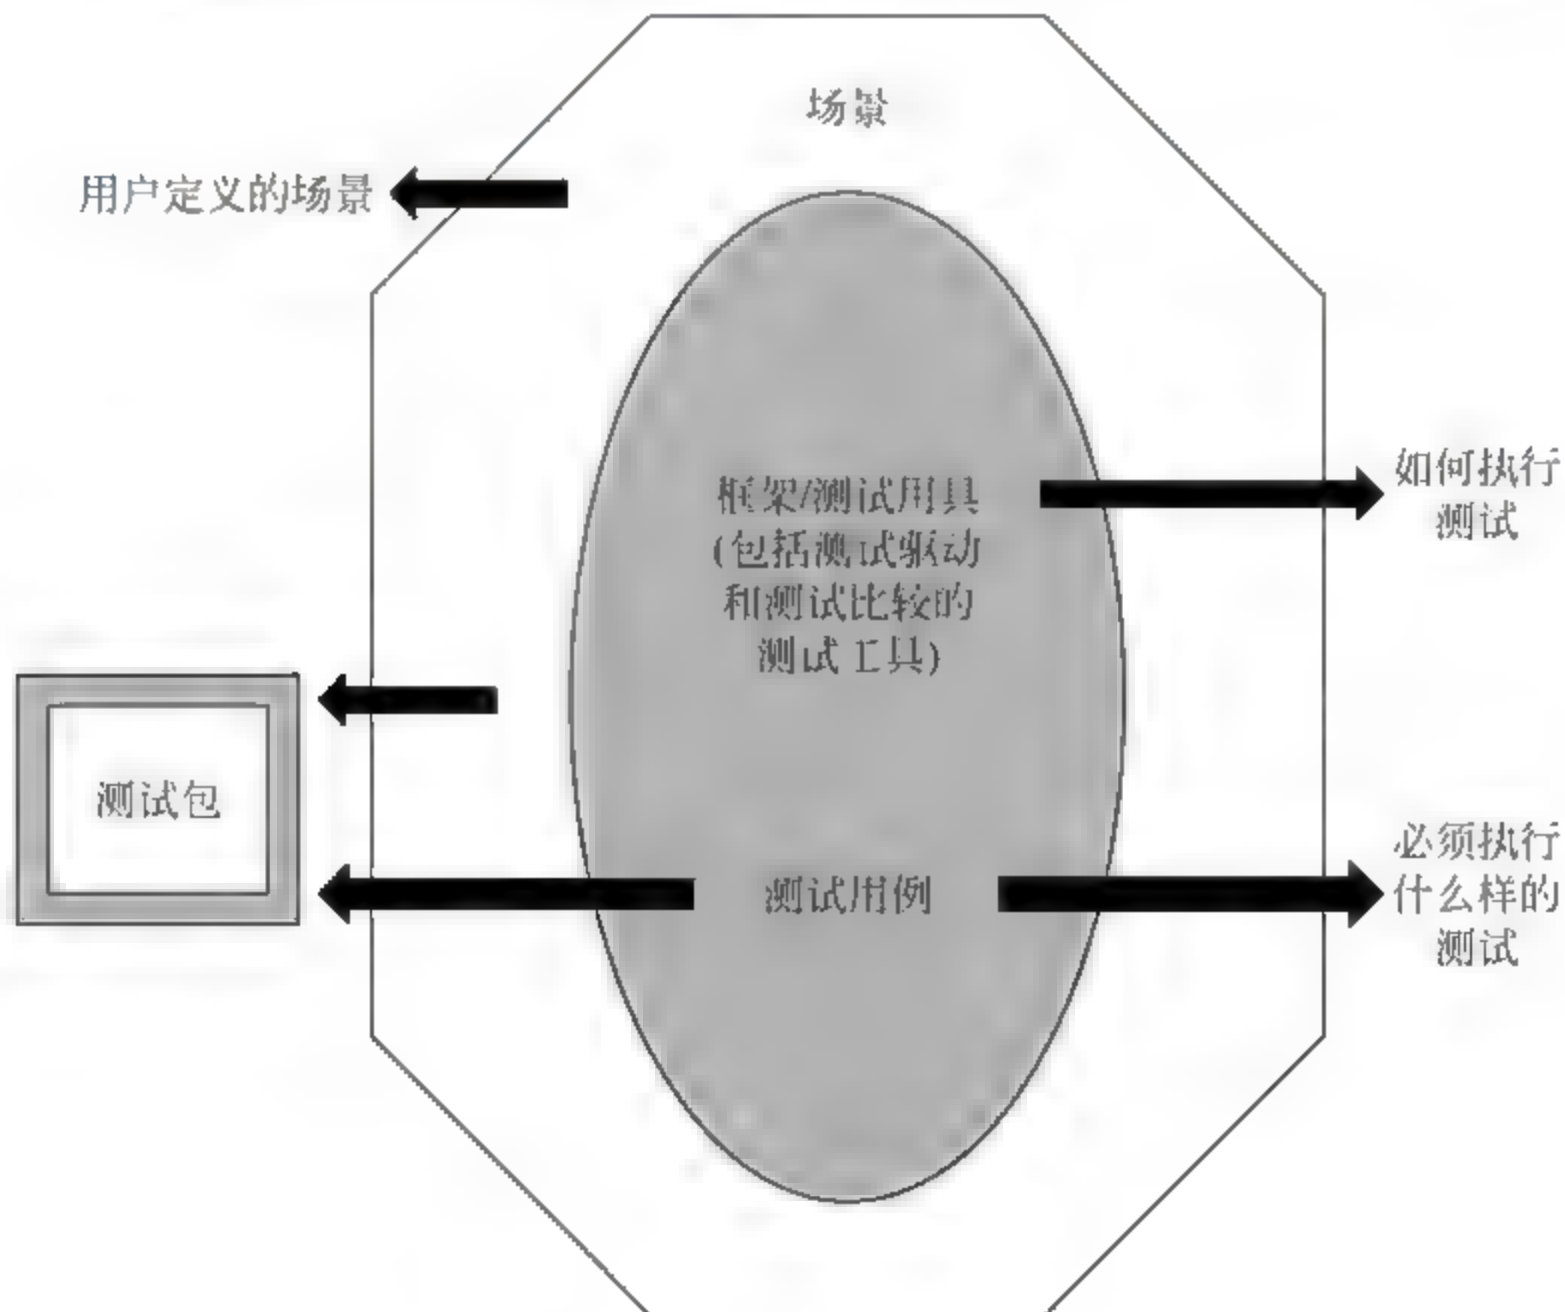 场景
用户定义的场景
框架/测试用具
(包括测试驱动
和测试比较的
测试工具)
如何执行
测试
测试包
测试用例
必须执行
什么样的
测试